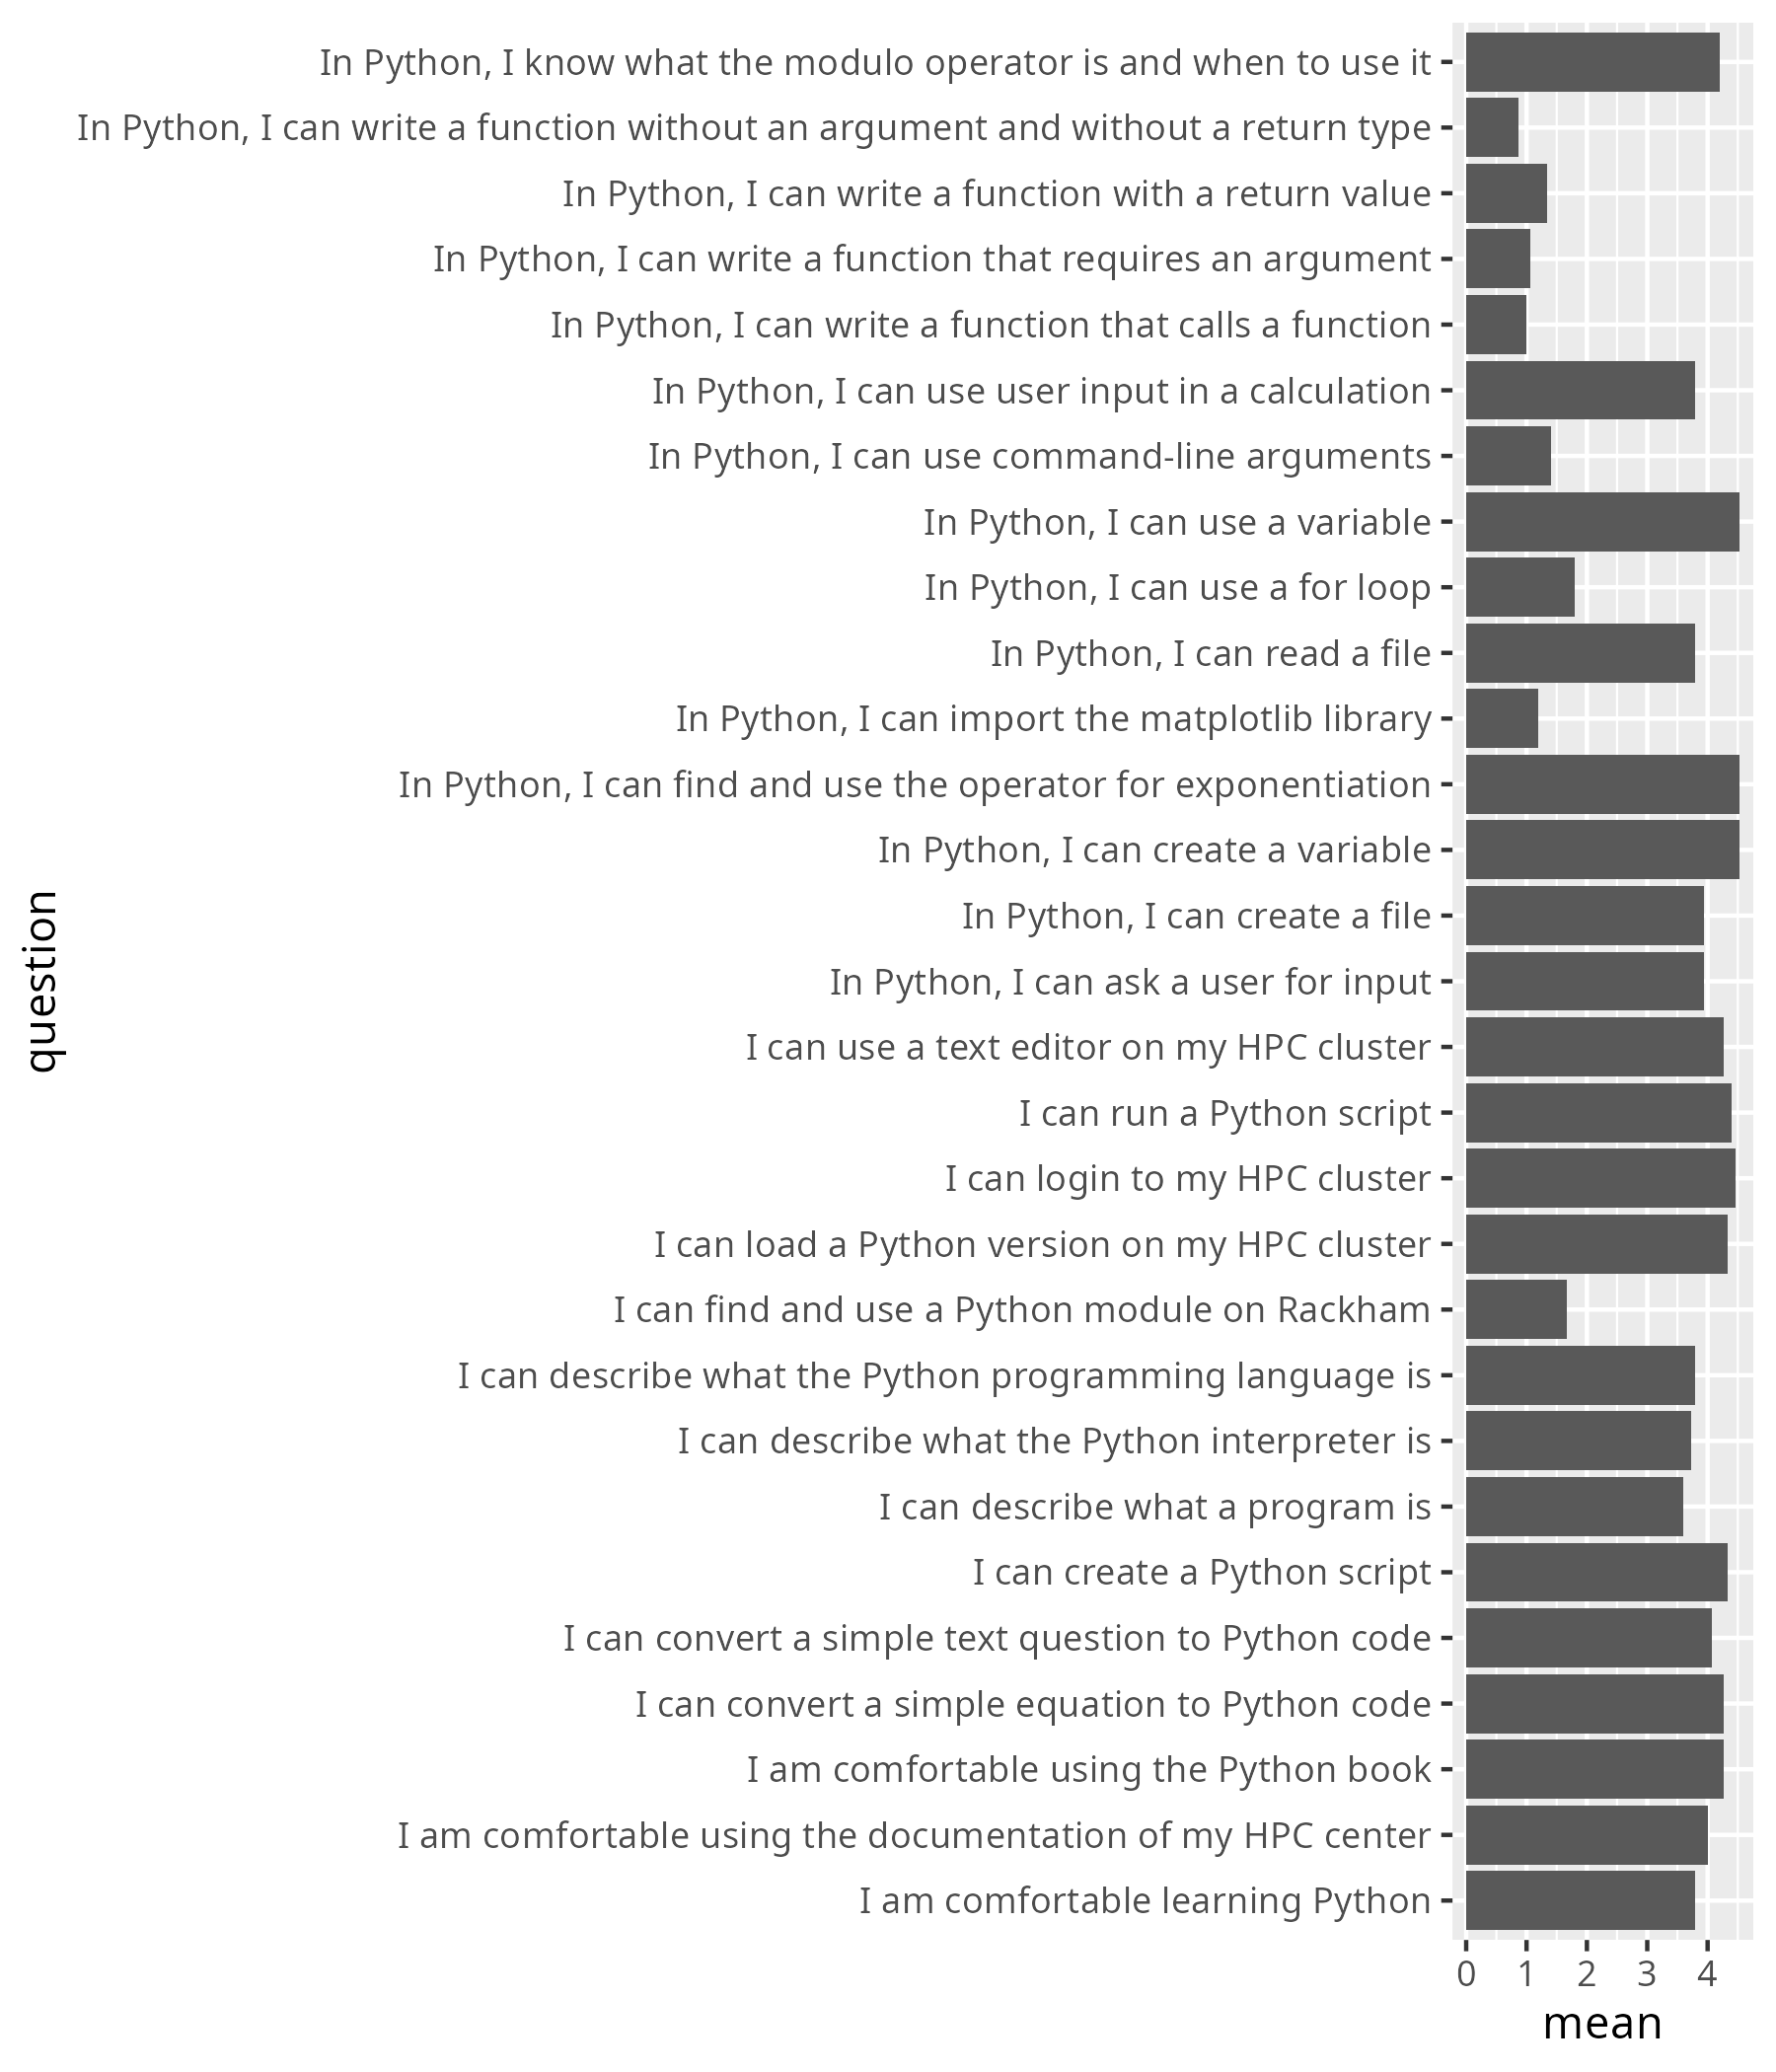 In Python, I know what the modulo operator is and when to use it
In Python, I can write a function without an argument and without a return type
In Python, I can write a function with a return value
In Python, I can write a function that requires an argument
In Python, I can write a function that calls a function
In Python, I can use user input in a calculation
In Python, I can use command-line arguments
In Python, I can use a variable
In Python, I can use a for loop
In Python, I can read a file
In Python, I can import the matplotlib library
In Python, I can find and use the operator for exponentiation
In Python, I can create a variable
In Python, I can create a file
In Python, I can ask a user for input
I can use a text editor on my HPC cluster
I can run a Python script
I can login to my HPC cluster
I can load a Python version on my HPC cluster
I can find and use a Python module on Rackham
I can describe what the Python programming language is
I can describe what the Python interpreter is
I can describe what a program is
I can create a Python script
I can convert a simple text question to Python code
I can convert a simple equation to Python code
I am comfortable using the Python book
I am comfortable using the documentation of my HPC center
I am comfortable learning Python
question
0 1 2 3 4
mean